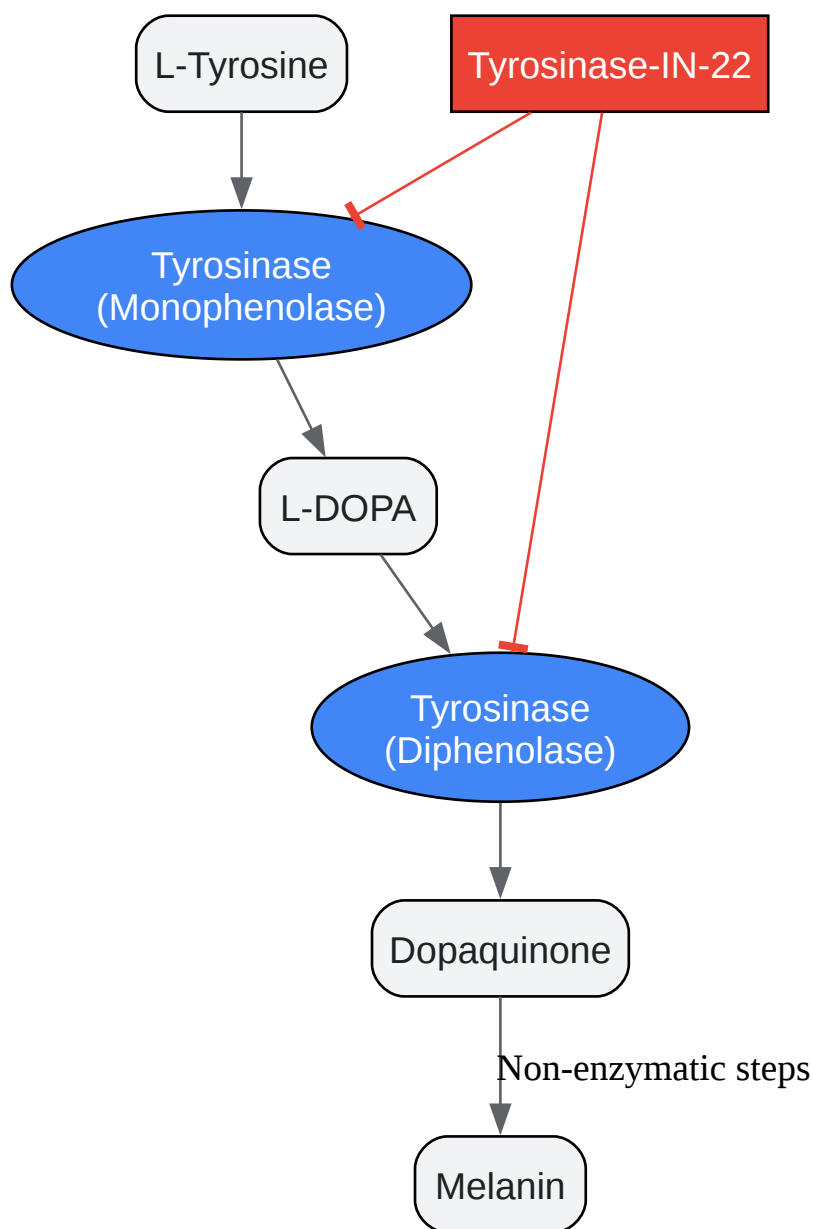 L-Tyrosine
Tyrosinase-IN-22
Tyrosinase
(Monophenolase)
L-DOPA
Tyrosinase
(Diphenolase)
Dopaquinone
Non-enzymatic steps
Melanin